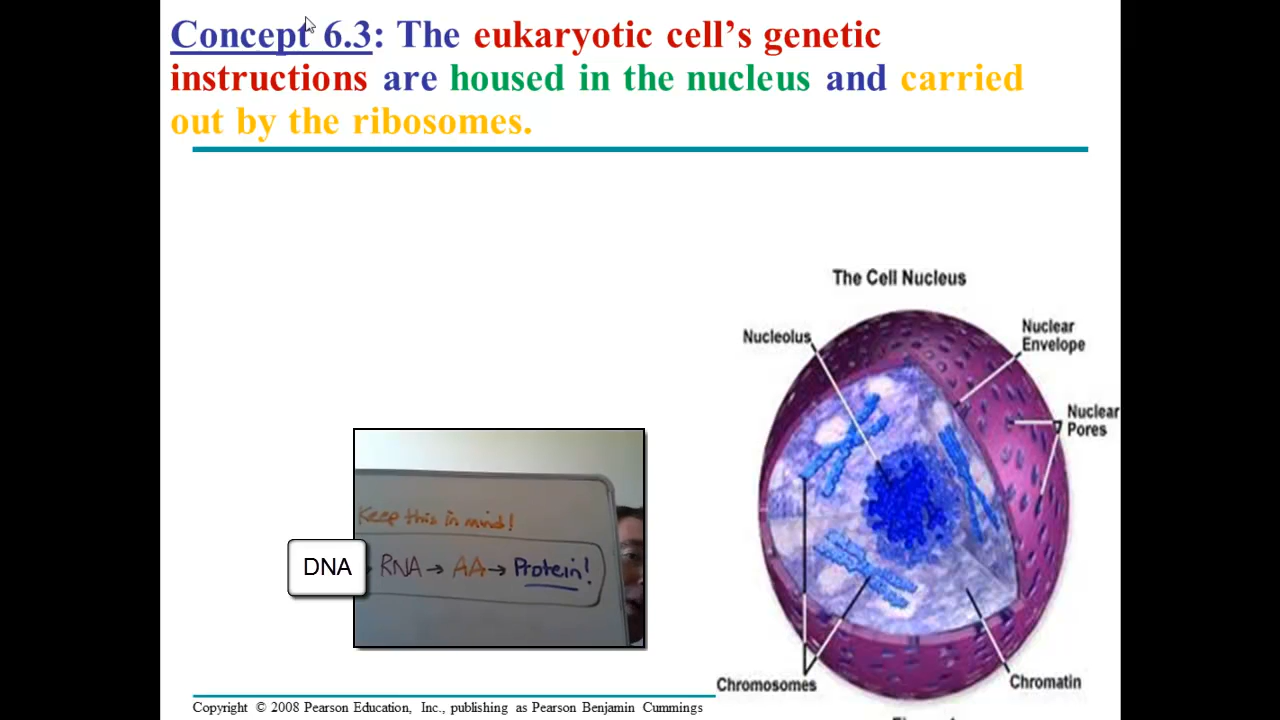 Concept 6.3: The eukaryotic cell's genetic
instructions are housed in the nucleus and carried
out by the ribosomes.
The Cell Nucleus
Nucleolus
Nuclear
Envelope
Nuclear
Pores
Keep this in mind!
DNA RNA → AA → Protein!
Chromosomes
Chromatin
Copyright © 2008 Pearson Education, Inc., publishing as Pearson Benjamin Cummings